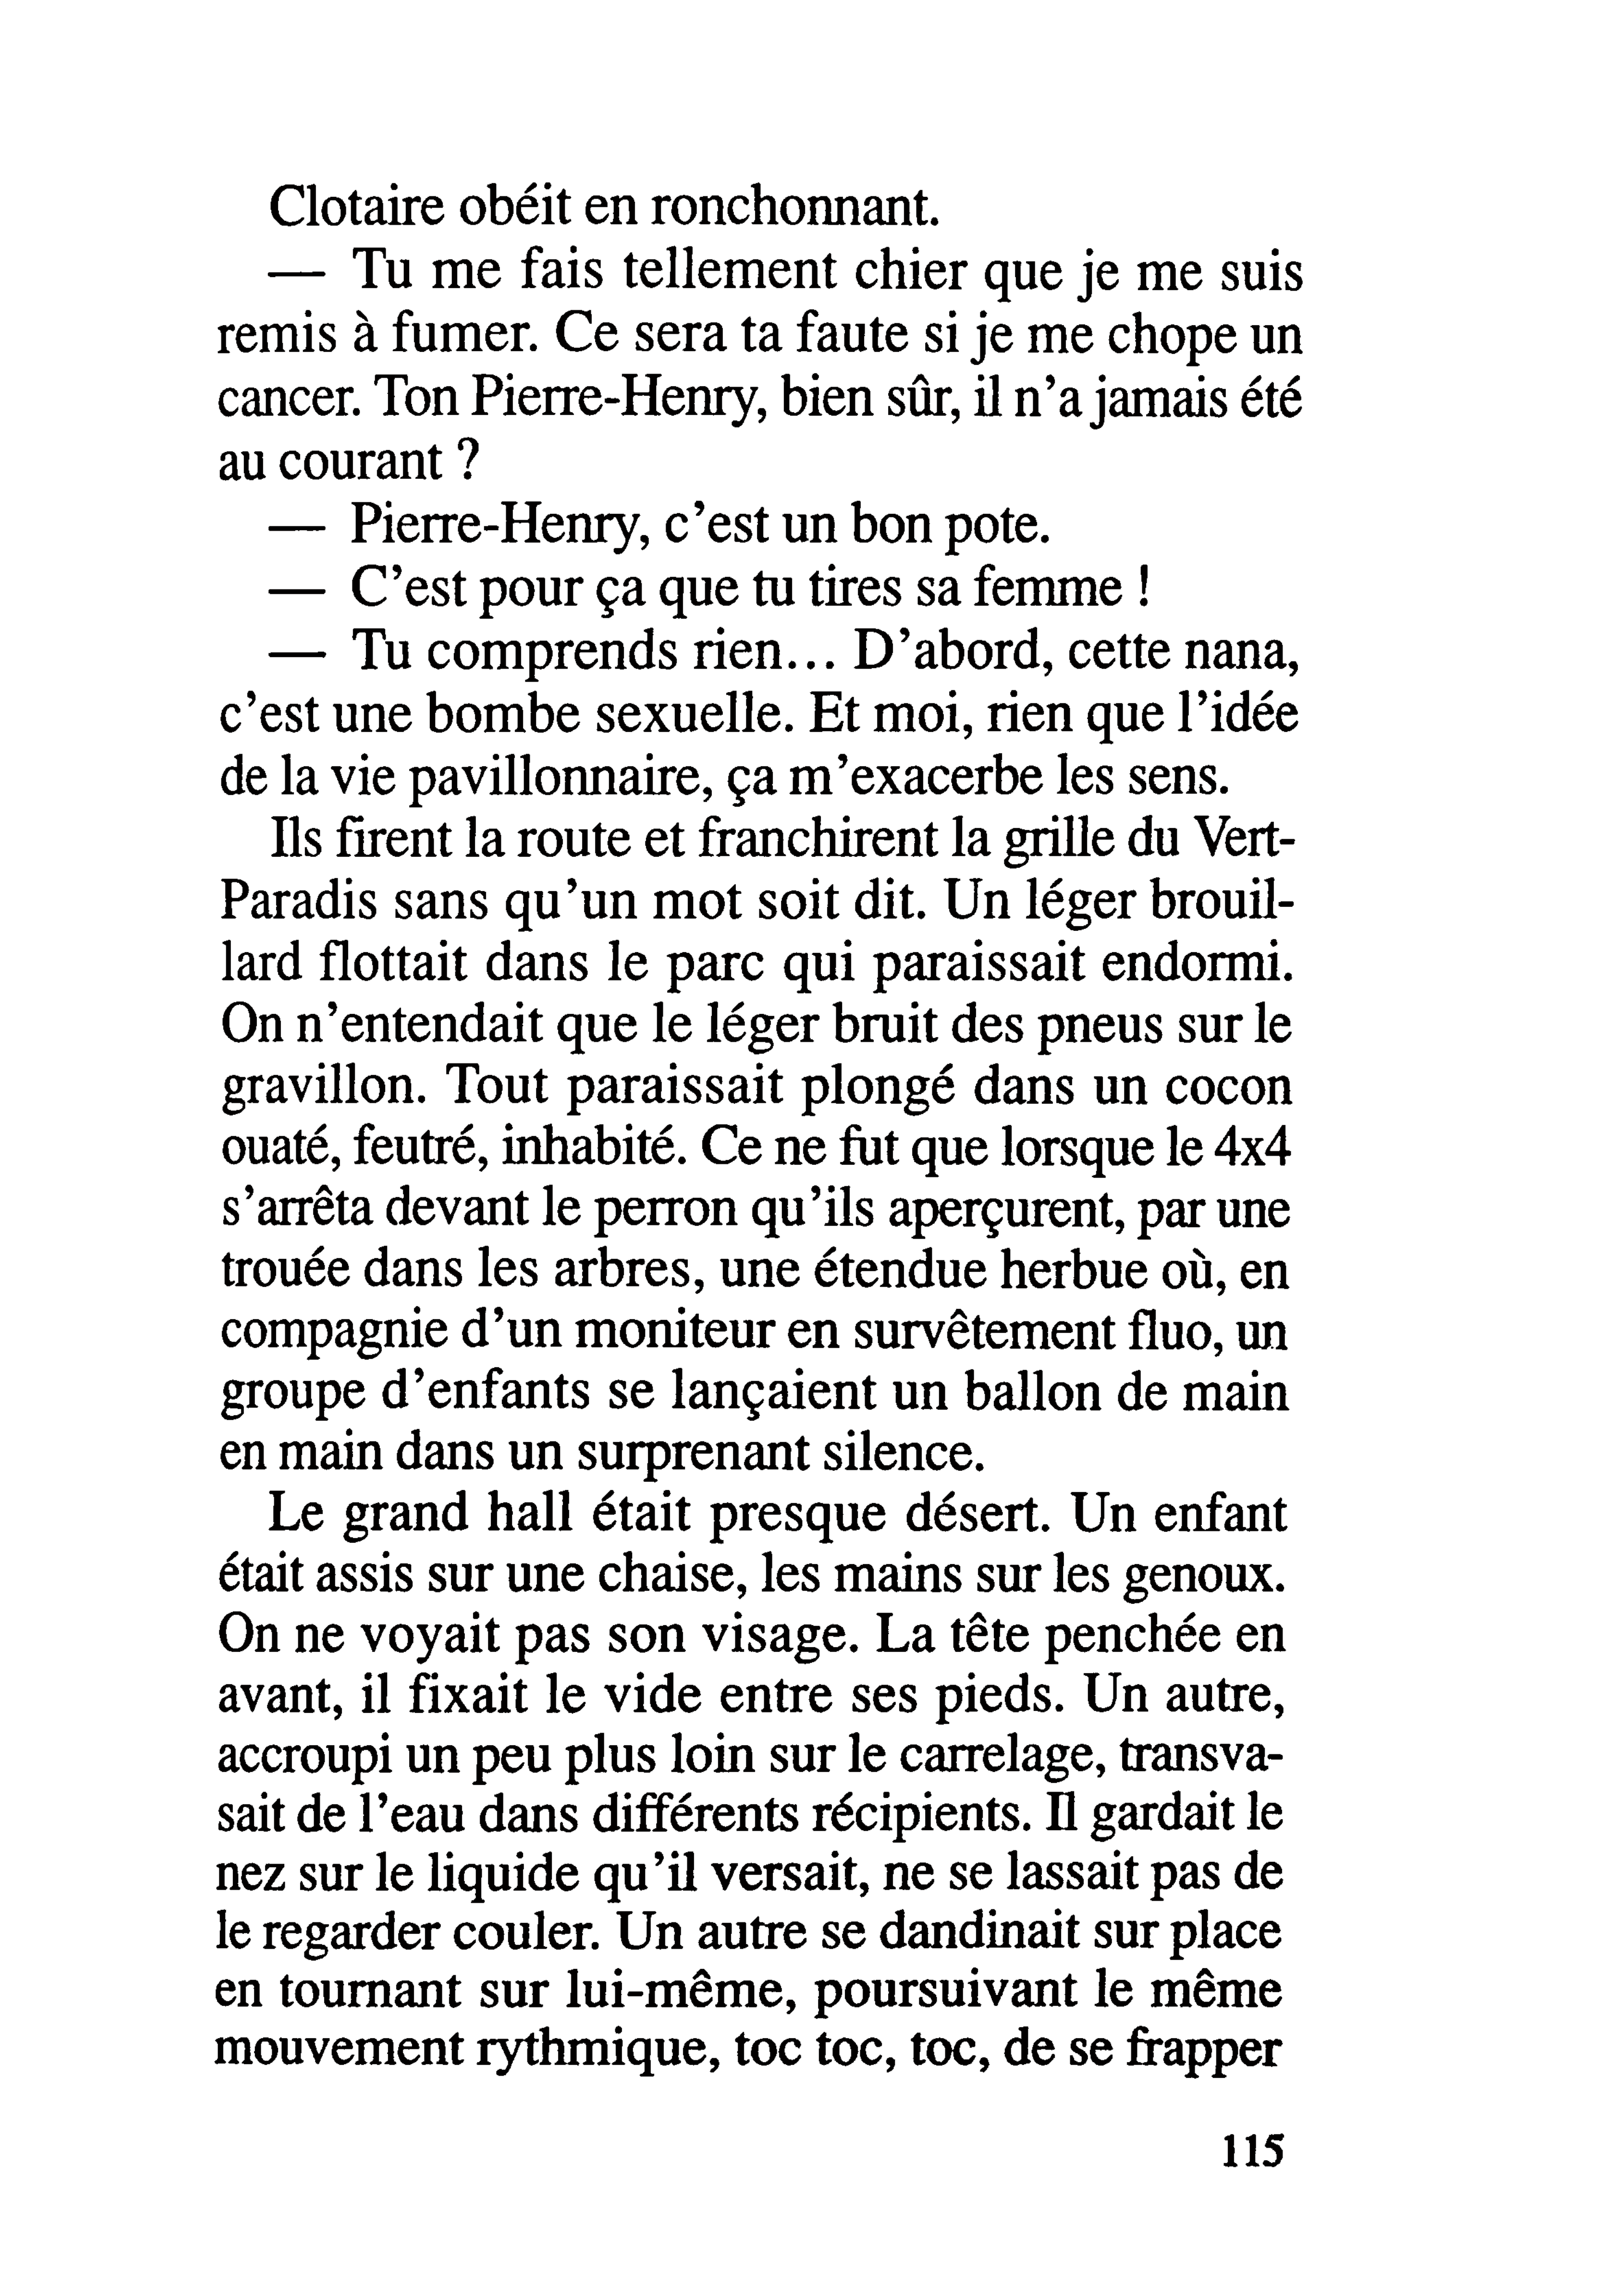 Clotaire obéit en ronchonnant.
— Tu me fais tellement chier que je me suis
remis à fumer. Ce sera ta faute si je me chope un
cancer. Ton Pierre-Henry, bien sûr, il n'a jamais été
au courant ?
— Pierre-Henry, c'est un bon pote.
— C'est pour ça que tu tires sa femme !
— Tu comprends rien... D'abord, cette nana,
c'est une bombe sexuelle. Et moi, rien que l'idée
de la vie pavillonnaire, ça m'exacerbe les sens.
Ils firent la route et franchirent la grille du Vert-
Paradis sans qu'un mot soit dit. Un léger brouil-
lard flottait dans le parc qui paraissait endormi.
On n'entendait que le léger bruit des pneus sur le
gravillon. Tout paraissait plongé dans un cocon
ouaté, feutré, inhabité. Ce ne fut que lorsque le 4x4
s'arrêta devant le perron qu'ils aperçurent, par une
trouée dans les arbres, une étendue herbue où, en
compagnie d'un moniteur en survêtement fluo, un
groupe d'enfants se lançaient un ballon de main
en main dans un surprenant silence.
Le grand hall était presque désert. Un enfant
était assis sur une chaise, les mains sur les genoux.
On ne voyait pas son visage. La tête penchée en
avant, il fixait le vide entre ses pieds. Un autre,
accroupi un peu plus loin sur le carrelage, transva-
sait de l'eau dans différents récipients. Il gardait le
nez sur le liquide qu'il versait, ne se lassait pas de
le regarder couler. Un autre se dandinait sur place
en tournant sur lui-même, poursuivant le même
mouvement rythmique, toc toc, toc, de se frapper
115